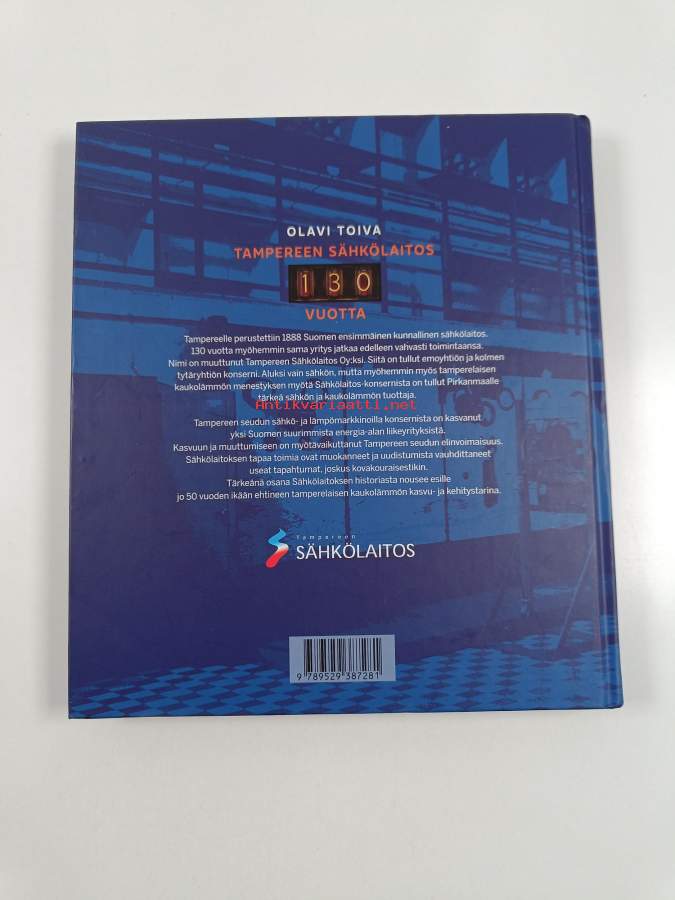 OLAVI TOIVA
TAMPEREEN SÄHKÖLAITOS
130
VUOTTA
Tampereelle perustettiin 1888 Suomen ensimmäinen kunnallinen sähkölaitos.
130 vuotta myöhemmin sama yritys jatkaa edelleen vahvasti toimintaansa.
Nimi on muuttunut Tampereen Sähkölaitos Oy:ksi. Siitä on tullut emoyhtiön ja kolmen
tytäryhtiön konserni. Aluksi vain sähkön, mutta myöhemmin myös tamperelaisen
kaukolämmön menestyksen myötä Sähkölaitos-konsernista on tullut Pirkanmaalle
tärkeä sähkön ja kaukolämmön tuottaja.
Antikvariaatti.net
Tampereen seudun sähkö- ja lämpömarkkinoilla konsernista on kasvanut
yksi Suomen suurimmista energia-alan liikeyrityksistä.
Kasvuun ja muuttumiseen on myötävaikuttanut Tampereen seudun elinvoimaisuus.
Sähkölaitoksen tapaa toimia ovat muokanneet ja uudistumista vauhdittaneet
useat tapahtumat, joskus kovakouraisestikin.
Tärkeänä osana Sähkölaitoksen historiasta nousee esille
jo 50 vuoden ikään ehtineen tamperelaisen kaukolämmön kasvu- ja kehitystarina.
Tampereen
SÄHKÖLAITOS
9 789529 387281